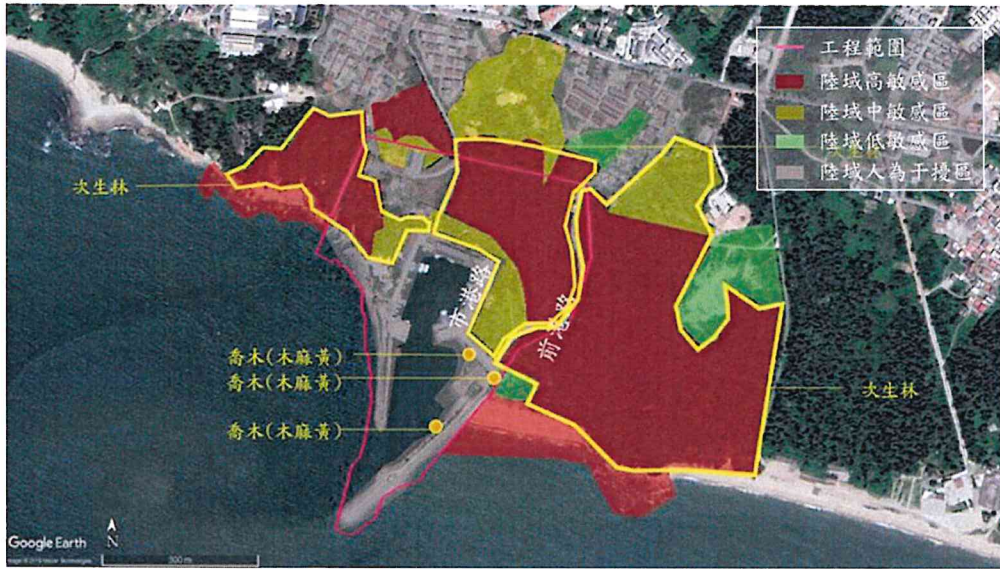 工程範圍
陸域高敏感區
陸域中敏感區
陸域低敏感區
陸域人為干擾區
次生林
市港路
前港路
喬木(木麻黃)
喬木(木麻黃)
喬木(木麻黃)
次生林
Google Earth
N
300 m